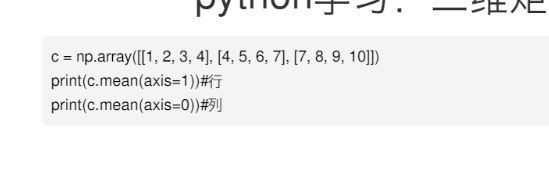 python学习：二维矩
c = np.array([[1, 2, 3, 4], [4, 5, 6, 7], [7, 8, 9, 10]])
print(c.mean(axis=1))#行
print(c.mean(axis=0))#列